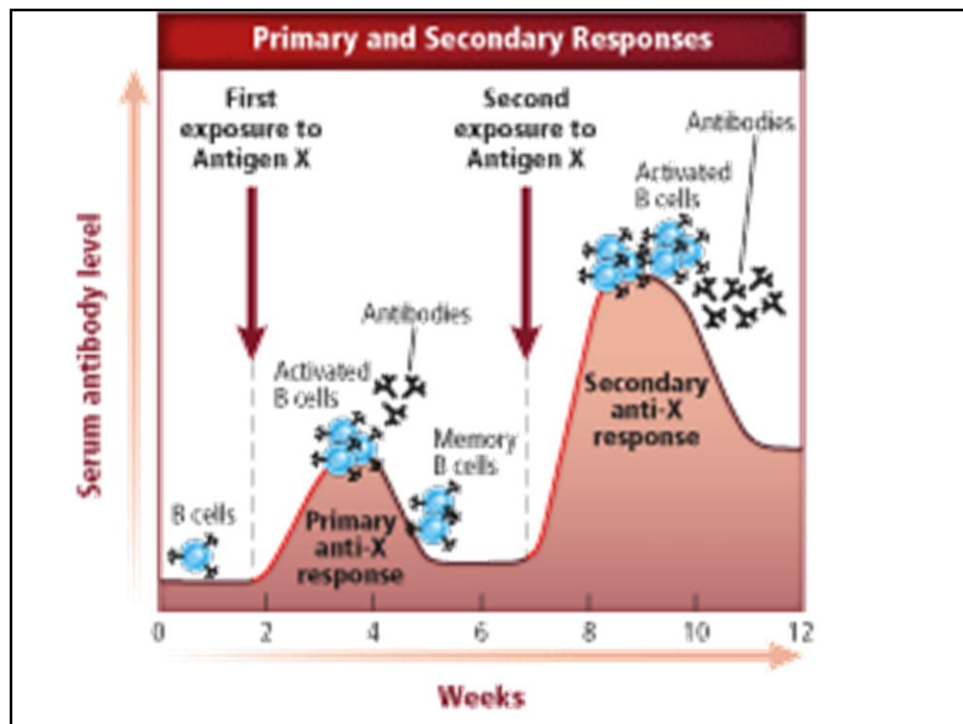 Primary and Secondary Responses
First
exposure to
Antigen X
Second
exposure to
Antigen X
Antibodies
Activated
B cells
Antibodies
Activated
B cells
Memory
B cells
B cells
Primary
anti-X
response
Secondary
anti-X
response
Serum antibody level
0 2 4 6 8 10 12
Weeks